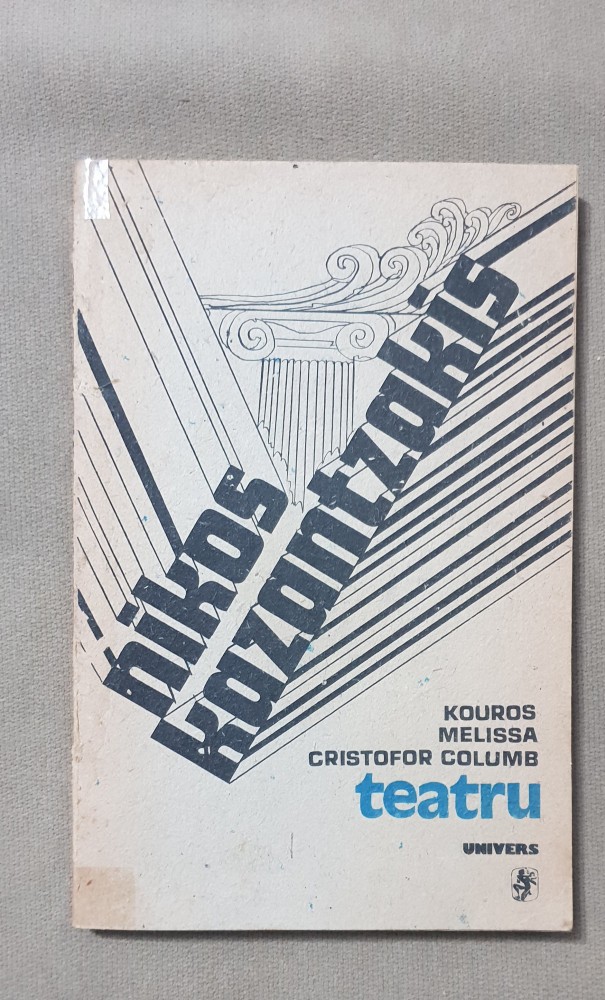 nikos
kazantzakis
KOUROS
MELISSA
CRISTOFOR COLUMB
teatru
UNIVERS